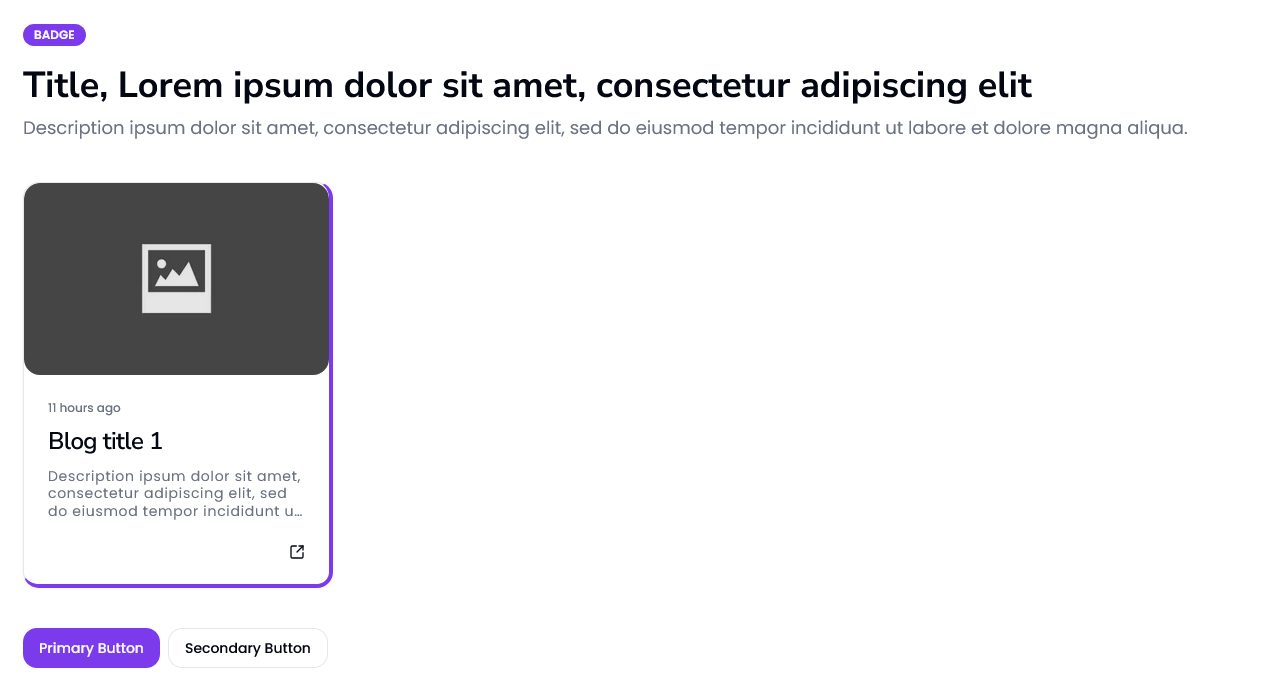 BADGE
Title, Lorem ipsum dolor sit amet, consectetur adipiscing elit
Description ipsum dolor sit amet, consectetur adipiscing elit, sed do eiusmod tempor incididunt ut labore et dolore magna aliqua.
11 hours ago
Blog title 1
Description ipsum dolor sit amet,
consectetur adipiscing elit, sed
do eiusmod tempor incididunt u...
Primary Button
Secondary Button